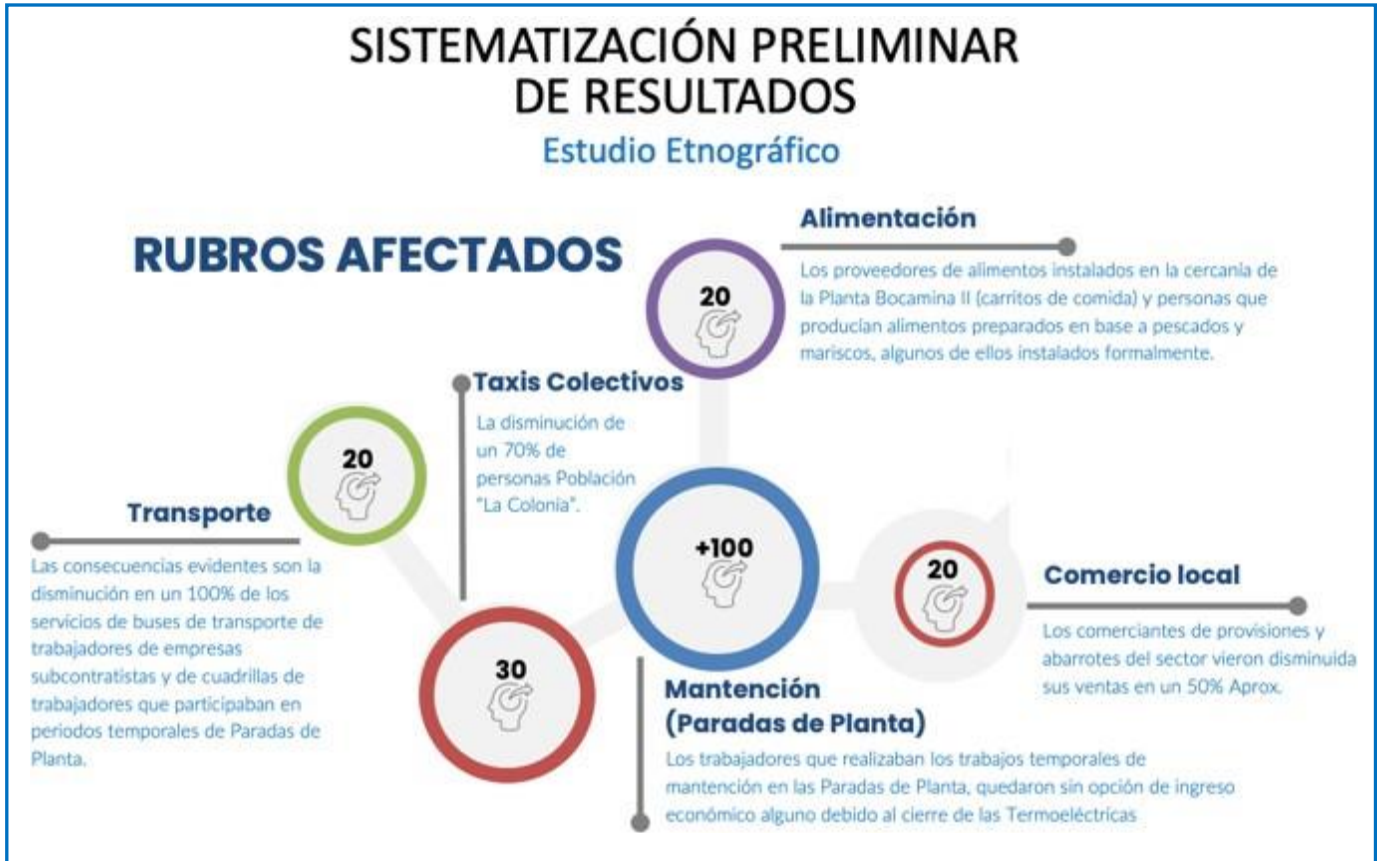 SISTEMATIZACIÓN PRELIMINAR
DE RESULTADOS
Estudio Etnográfico
RUBROS AFECTADOS
20
Alimentación
Los proveedores de alimentos instalados en la cercanía de
la Planta Bocamina II (carritos de comida) y personas que
producían alimentos preparados en base a pescados y
mariscos, algunos de ellos instalados formalmente.
Taxis Colectivos
La disminución de
un 70% de
personas Población
"La Colonia".
30
20
Transporte
Las consecuencias evidentes son la
disminución en un 100% de los
servicios de buses de transporte de
trabajadores de empresas
subcontratistas y de cuadrillas de
trabajadores que participaban en
periodos temporales de Paradas de
Planta.
+100
Mantención
(Paradas de Planta)
Los trabajadores que realizaban los trabajos temporales de
mantención en las Paradas de Planta, quedaron sin opción de ingreso
económico alguno debido al cierre de las Termoeléctricas
20
Comercio local
Los comerciantes de provisiones y
abarrotes del sector vieron disminuida
sus ventas en un 50% Aprox.